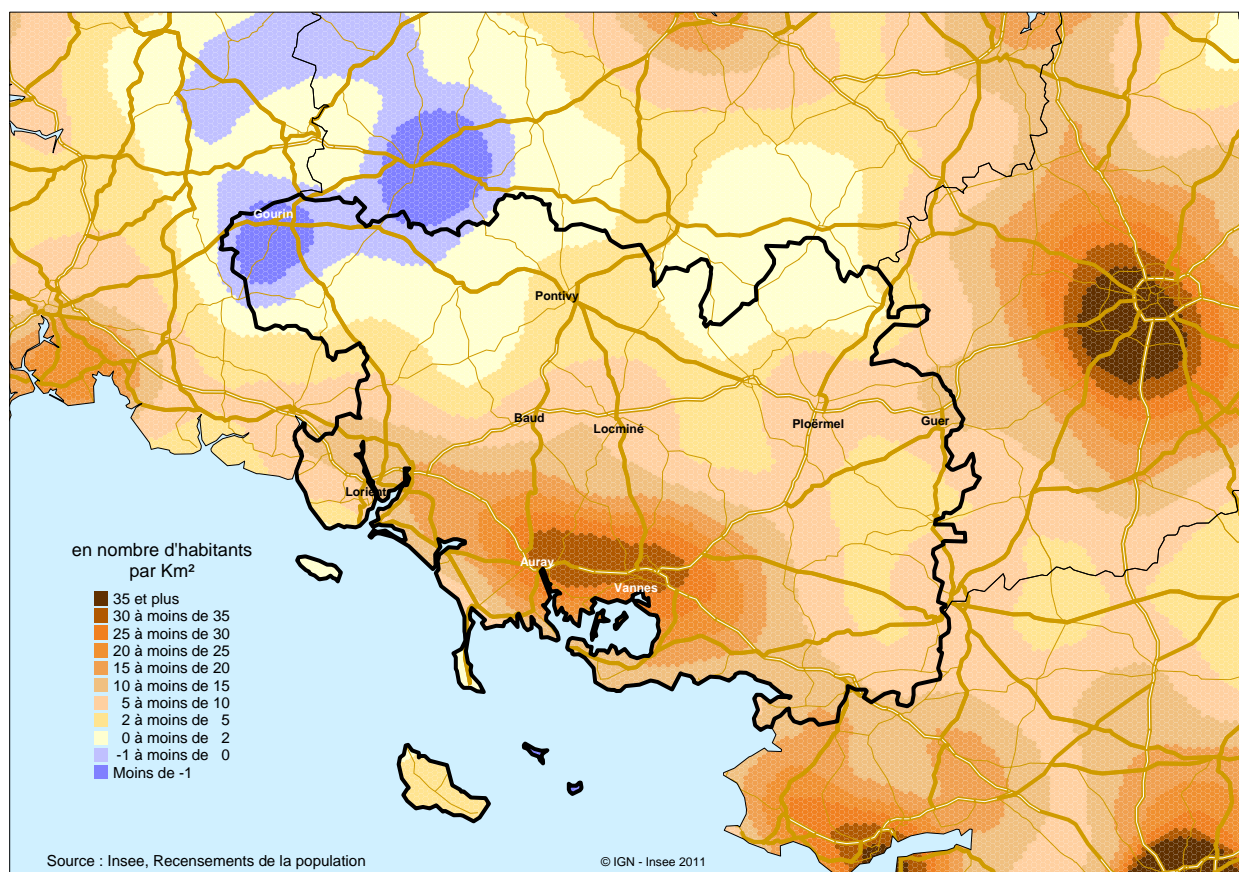 Gourin
Pontivy
Baud
Locminé
Ploërmel
Guer
Lorient
Auray
Vannes
en nombre d'habitants
par Km²
35 et plus
30 à moins de 35
25 à moins de 30
20 à moins de 25
15 à moins de 20
10 à moins de 15
5 à moins de 10
2 à moins de 5
0 à moins de 2
-1 à moins de 0
Moins de -1
Source : Insee, Recensements de la population
© IGN - Insee 2011